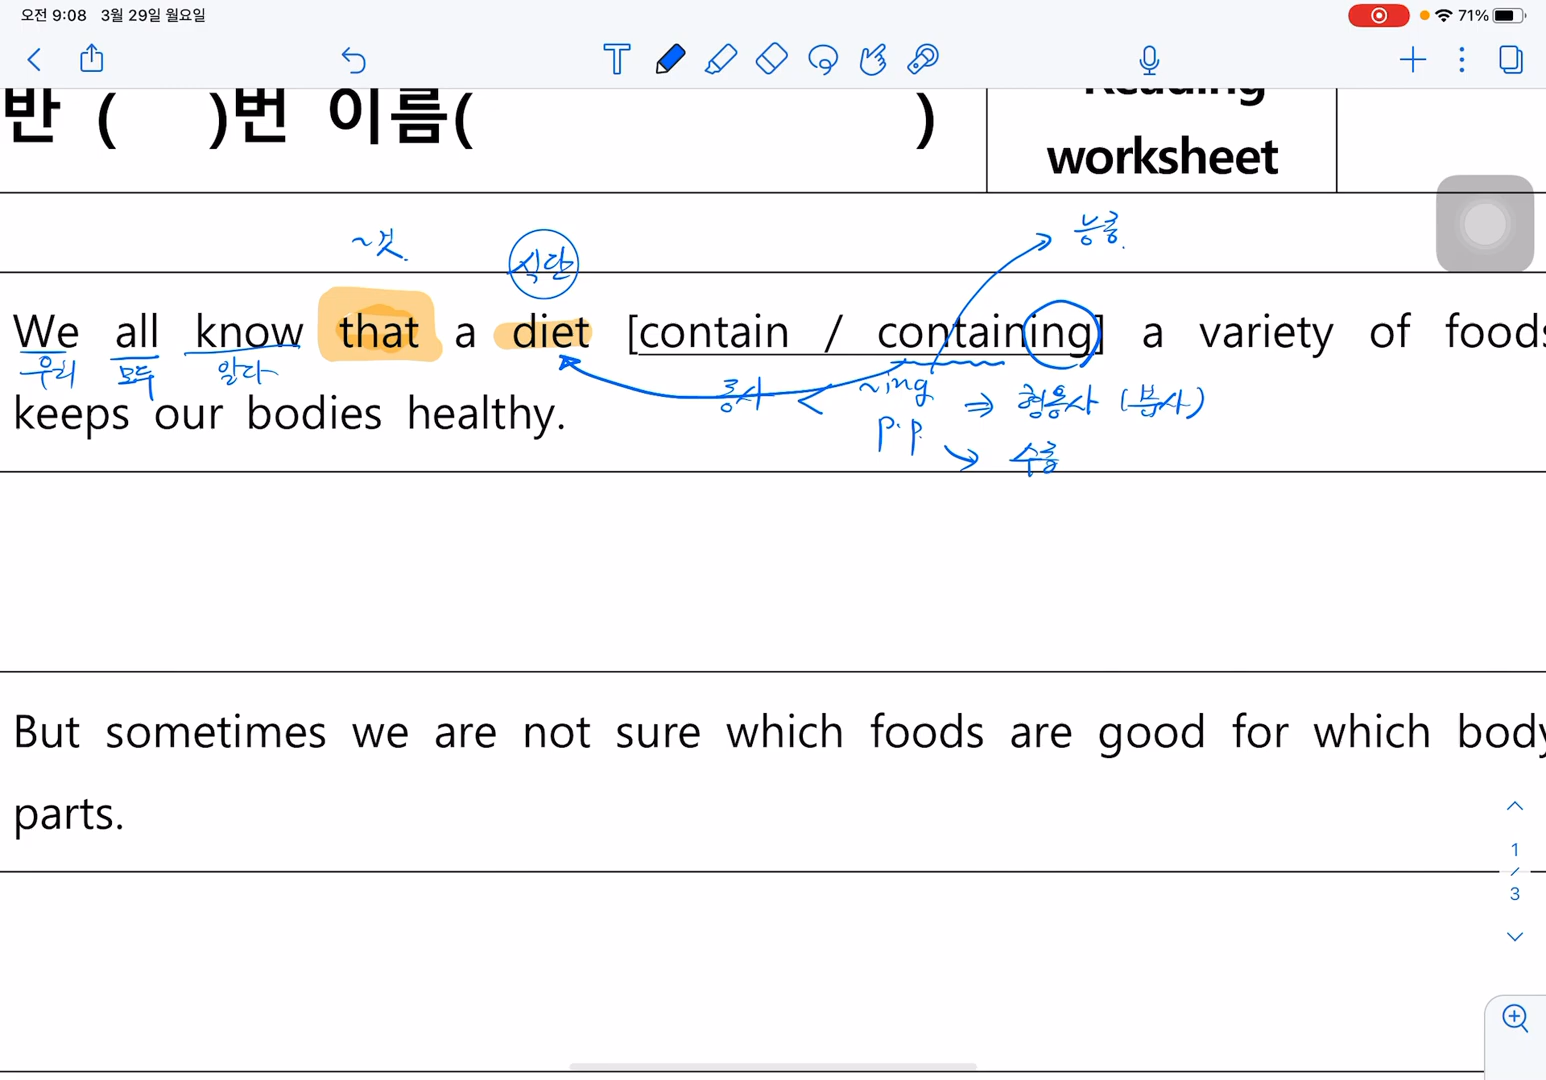 오전 9:08 3월 29일 월요일
71%
반 ( )번 이름( )
Reading
worksheet
능동.
~것.
식단
We all know that a diet [contain / containing] a variety of foods
우리 모두 알다
동사 < ~ing ⇒ 형용사 (분사)
keeps our bodies healthy.
p.p. 수동
But sometimes we are not sure which foods are good for which body
parts.
1
/
3